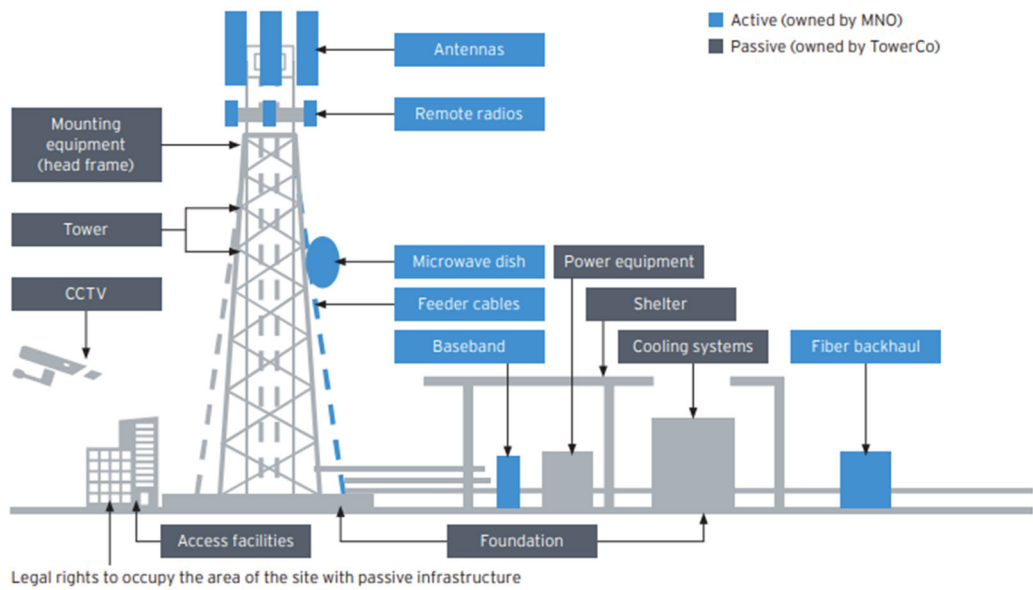 Active (owned by MNO)
Passive (owned by TowerCo)
Antennas
Remote radios
Mounting
equipment
(head frame)
Tower
CCTV
Microwave dish
Power equipment
Feeder cables
Shelter
Baseband
Cooling systems
Fiber backhaul
Access facilities
Foundation
Legal rights to occupy the area of the site with passive infrastructure